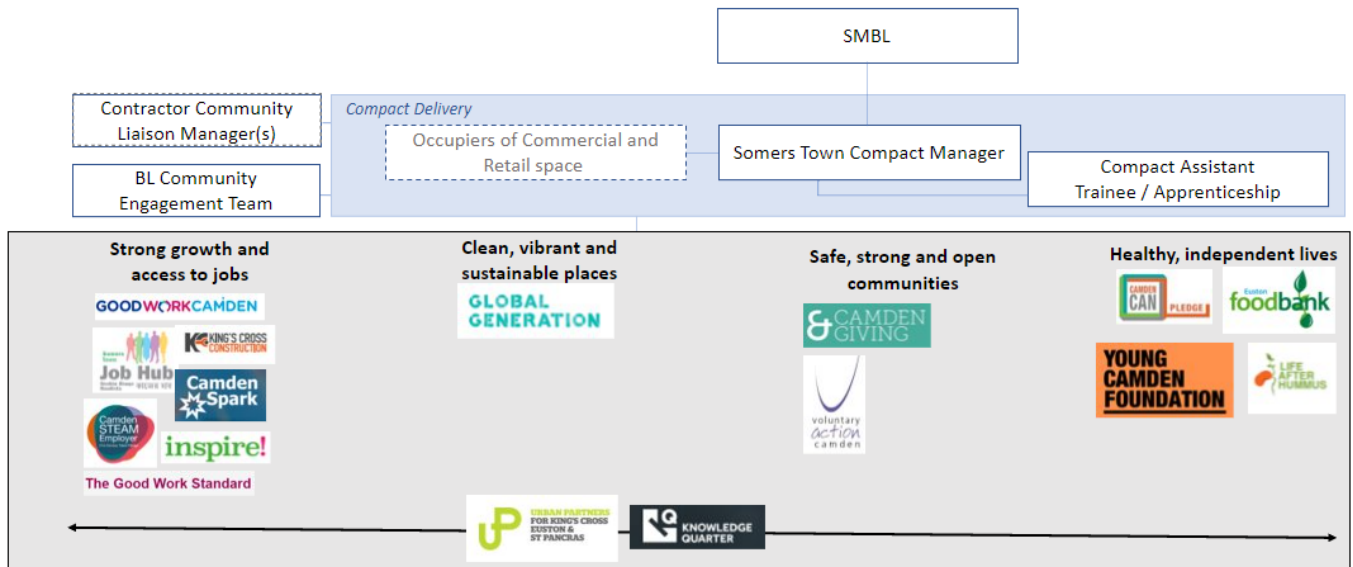 SMBL
Contractor Community
Liaison Manager(s)
Compact Delivery
Occupiers of Commercial and
Retail space
Somers Town Compact Manager
BL Community
Engagement Team
Compact Assistant
Trainee / Apprenticeship
Strong growth and
access to jobs
GOODWORKCAMDEN
KING'S CROSS
CONSTRUCTION
Somers
Town
Job Hub
Camden
Spark
Camden
STEAM
Employer
inspire!
The Good Work Standard
Clean, vibrant and
sustainable places
GLOBAL
GENERATION
Safe, strong and open
communities
& CAMDEN
GIVING
voluntary
action
camden
Healthy, independent lives
CAMDEN
CAN
PLEDGE
Euston
foodbank
YOUNG
CAMDEN
FOUNDATION
LIFE
AFTER
HUMMUS
UP
URBAN PARTNERS
FOR KING'S CROSS
EUSTON &
ST PANCRAS
KQ
KNOWLEDGE
QUARTER